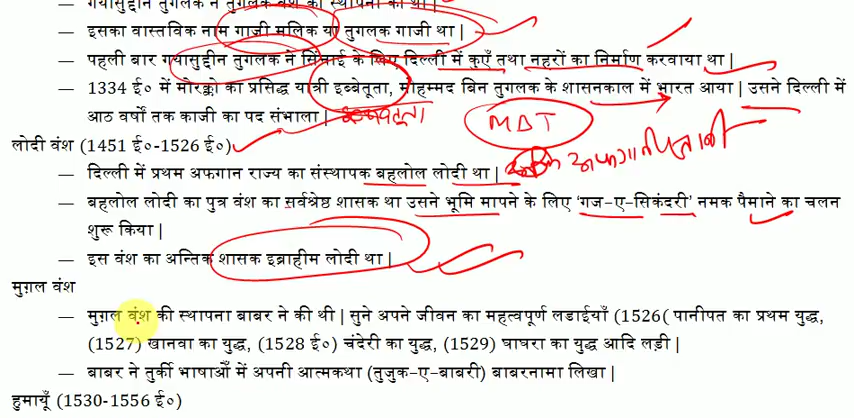 — गयासुद्दीन तुगलक ने तुगलक वंश की स्थापना की थी |
— इसका वास्तविक नाम गाजी मलिक या तुगलक गाजी था |
— पहली बार गयासुद्दीन तुगलक ने सिंचाई के लिए दिल्ली में कुएँ तथा नहरों का निर्माण करवाया था |
— 1334 ई० में मोरक्को का प्रसिद्ध यात्री इब्बेतूता, मोहम्मद बिन तुगलक के शासनकाल में भारत आया | उसने दिल्ली में
आठ वर्षों तक काजी का पद संभाला |
MBT
लोदी वंश (1451 ई०-1526 ई०)
— दिल्ली में प्रथम अफगान राज्य का संस्थापक बहलोल लोदी था |
— बहलोल लोदी का पुत्र वंश का सर्वश्रेष्ठ शासक था उसने भूमि मापने के लिए ‘गज-ए-सिकंदरी’ नमक पैमाने का चलन
शुरू किया |
— इस वंश का अन्तिक शासक इब्राहीम लोदी था |
मुग़ल वंश
— मुग़ल वंश की स्थापना बाबर ने की थी | सुने अपने जीवन का महत्वपूर्ण लडाईयाँ (1526( पानीपत का प्रथम युद्ध,
(1527) खानवा का युद्ध, (1528 ई०) चंदेरी का युद्ध, (1529) घाघरा का युद्ध आदि लड़ी |
— बाबर ने तुर्की भाषाओँ में अपनी आत्मकथा (तुजुक-ए-बाबरी) बाबरनामा लिखा |
हुमायूँ (1530-1556 ई०)